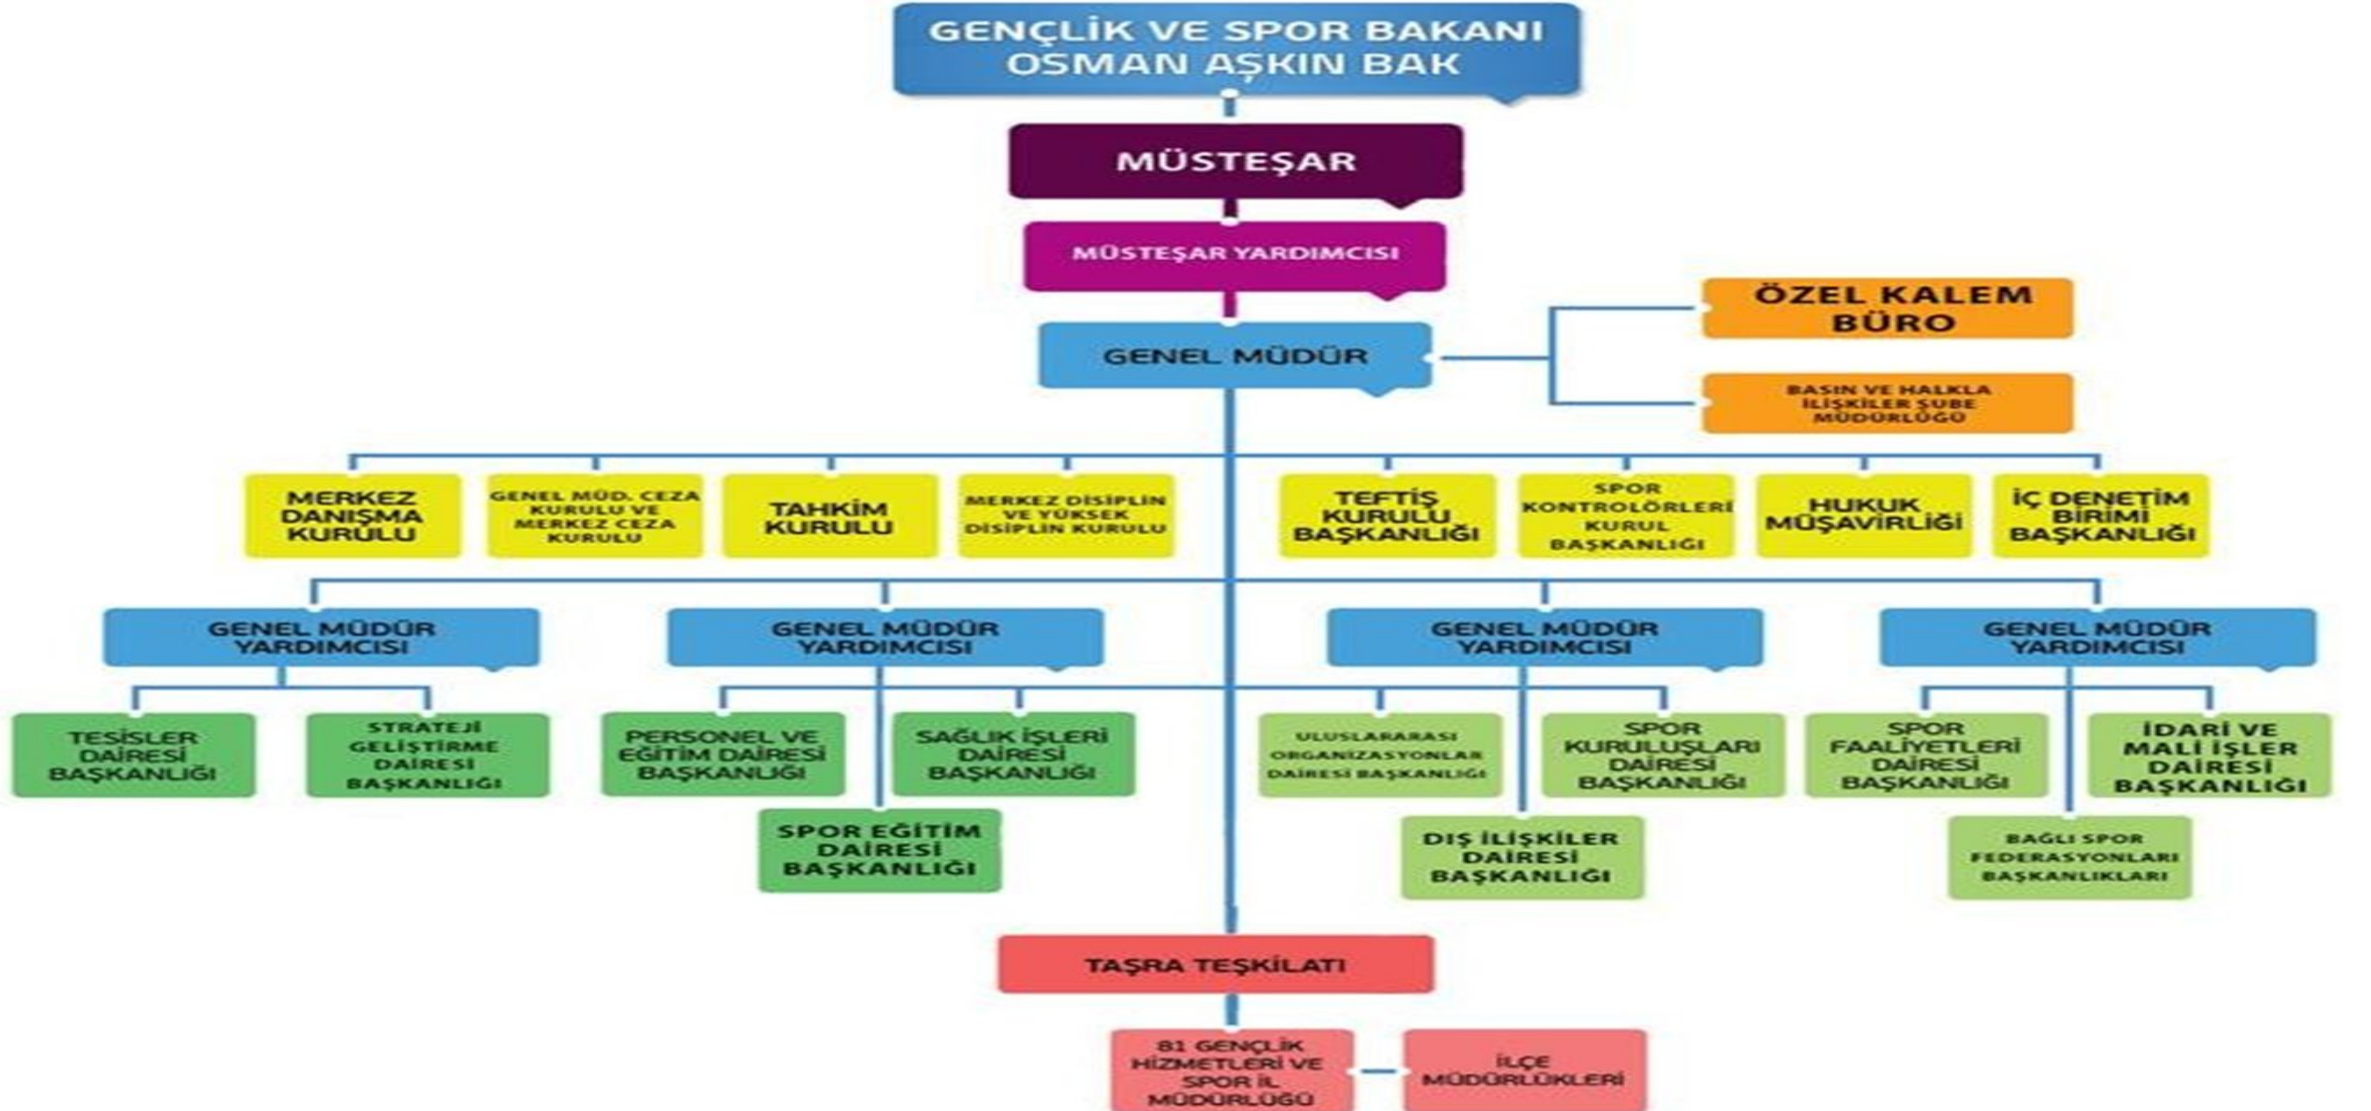 GENÇLİK VE SPOR BAKANI
OSMAN AŞKIN BAK
MÜSTEŞAR
MÜSTEŞAR YARDIMCISI
GENEL MÜDÜR
ÖZEL KALEM
BÜRO
BASIN VE HALKLA
İLİŞKİLER ŞUBE
MÜDÜRLÜĞÜ
MERKEZ
DANIŞMA
KURULU
GENEL MÜD. CEZA
KURULU VE
MERKEZ CEZA
KURULU
TAHKİM
KURULU
MERKEZ DİSİPLİN
VE YÜKSEK
DİSİPLİN KURULU
TEFTİŞ
KURULU
BAŞKANLIĞI
SPOR
KONTROLÖRLERİ
KURUL
BAŞKANLIĞI
HUKUK
MÜŞAVİRLİĞİ
İÇ DENETİM
BİRİMİ
BAŞKANLIĞI
GENEL MÜDÜR
YARDIMCISI
GENEL MÜDÜR
YARDIMCISI
GENEL MÜDÜR
YARDIMCISI
GENEL MÜDÜR
YARDIMCISI
TESİSLER
DAİRESİ
BAŞKANLIĞI
STRATEJİ
GELİŞTİRME
DAİRESİ
BAŞKANLIĞI
PERSONEL VE
EĞİTİM DAİRESİ
BAŞKANLIĞI
SAĞLIK İŞLERİ
DAİRESİ
BAŞKANLIĞI
ULUSLARARASI
ORGANİZASYONLAR
DAİRESİ BAŞKANLIĞI
SPOR
KURULUŞLARI
DAİRESİ
BAŞKANLIĞI
SPOR
FAALİYETLERİ
DAİRESİ
BAŞKANLIĞI
İDARİ VE
MALİ İŞLER
DAİRESİ
BAŞKANLIĞI
SPOR EĞİTİM
DAİRESİ
BAŞKANLIĞI
DIŞ İLİŞKİLER
DAİRESİ
BAŞKANLIĞI
BAĞLI SPOR
FEDERASYONLARI
BAŞKANLIKLARI
TAŞRA TEŞKİLATI
81 GENÇLİK
HİZMETLERİ VE
SPOR İL
MÜDÜRLÜĞÜ
İLÇE
MÜDÜRLÜKLERİ